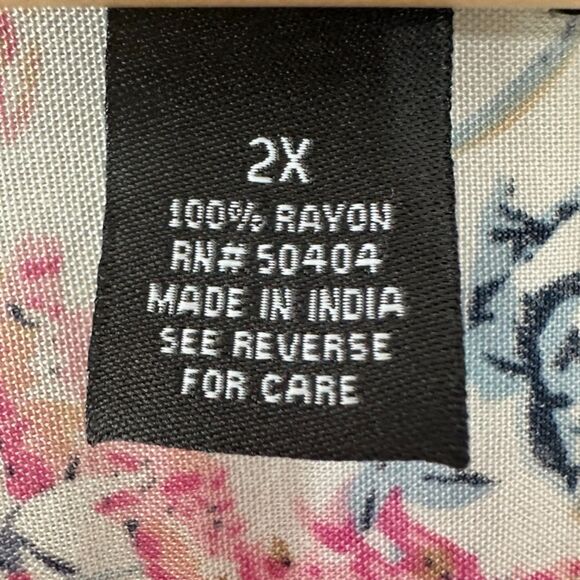 2X
100% RAYON
RN# 50404
MADE IN INDIA
SEE REVERSE
FOR CARE